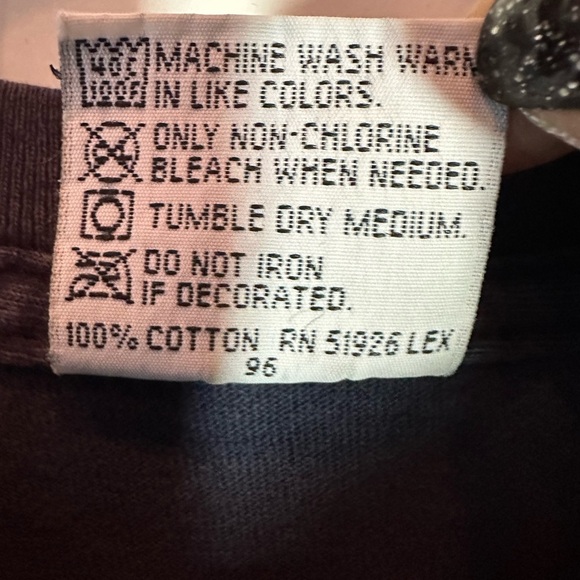 MACHINE WASH WARM
IN LIKE COLORS.
ONLY NON-CHLORINE
BLEACH WHEN NEEDED.
TUMBLE DRY MEDIUM.
DO NOT IRON
IF DECORATED.
100% COTTON RN 51926 LEX
96